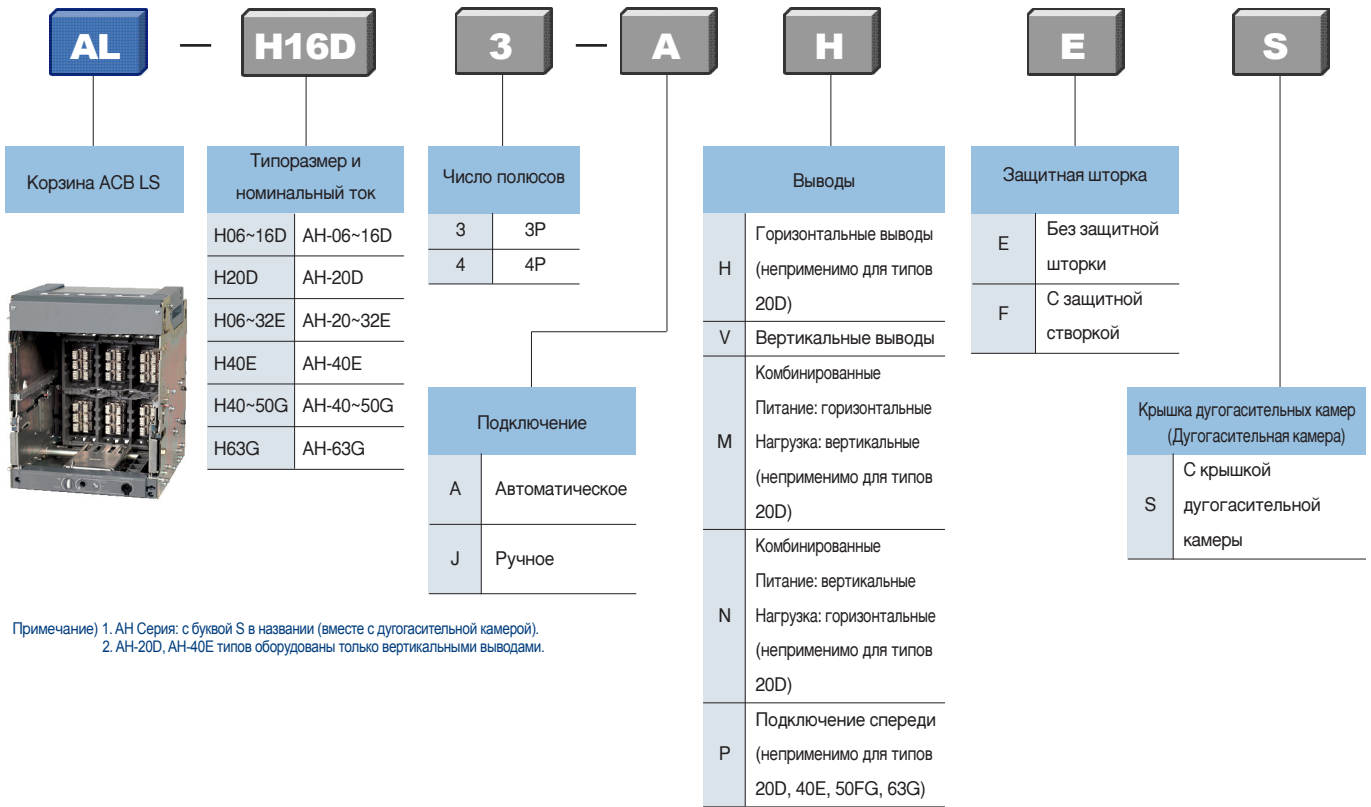 AL — H16D 3 — A H E S
Корзина ACB LS
Типоразмер и
номинальный ток
H06~16D AH-06~16D
H20D AH-20D
H06~32E AH-20~32E
H40E AH-40E
H40~50G AH-40~50G
H63G AH-63G
Число полюсов
3 3P
4 4P
Подключение
A Автоматическое
J Ручное
Выводы
H Горизонтальные выводы
(неприменимо для типов
20D)
V Вертикальные выводы
M Комбинированные
Питание: горизонтальные
Нагрузка: вертикальные
(неприменимо для типов
20D)
N Комбинированные
Питание: вертикальные
Нагрузка: горизонтальные
(неприменимо для типов
20D)
P Подключение спереди
(неприменимо для типов
20D, 40E, 50FG, 63G)
Защитная шторка
E Без защитной
шторки
F С защитной
створкой
Крышка дугогасительных камер
(Дугогасительная камера)
S С крышкой
дугогасительной
камеры
Примечание) 1. AH Серия: с буквой S в названии (вместе с дугогасительной камерой).
2. AH-20D, AH-40E типов оборудованы только вертикальными выводами.